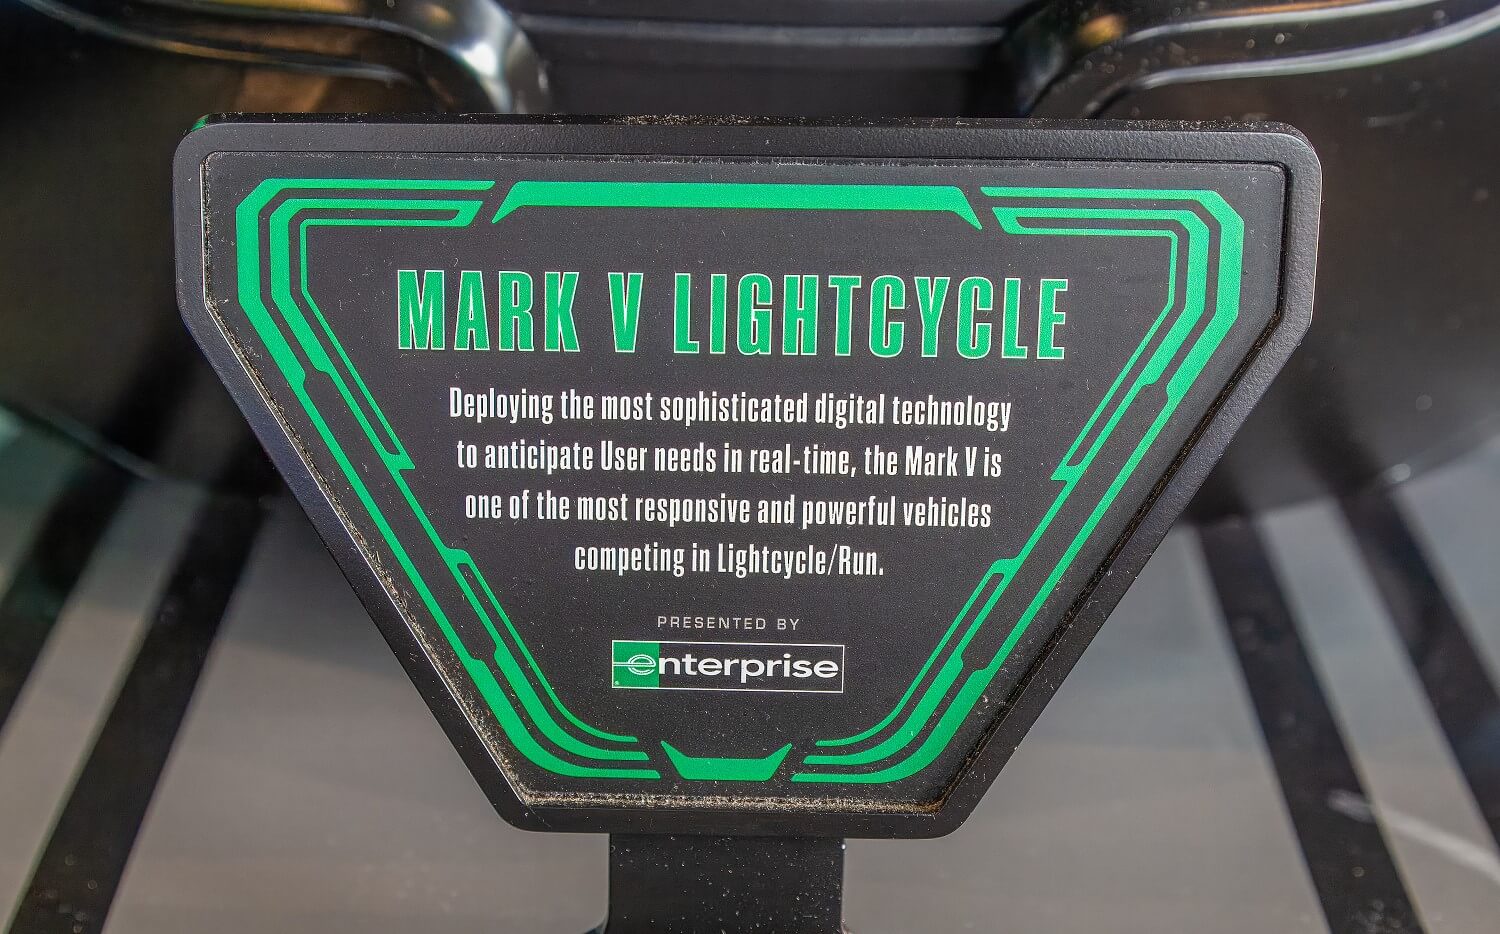 MARK V LIGHTCYCLE
Deploying the most sophisticated digital technology
to anticipate User needs in real-time, the Mark V is
one of the most responsive and powerful vehicles
competing in Lightcycle/Run.
PRESENTED BY
enterprise